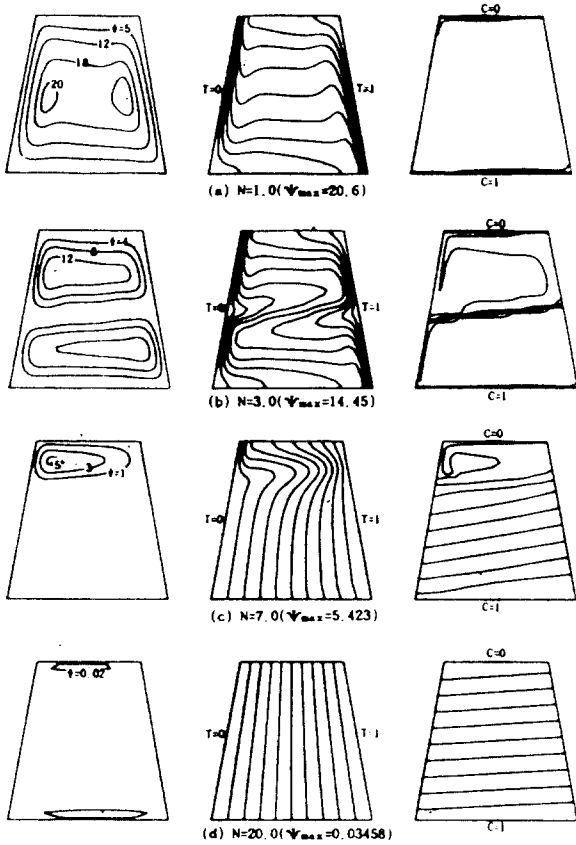 ψ=5
12
18
20
T=0
T=1
C=0
C=1
(a) N=1.0(Ψmax=20.6)
ψ=4
8
12
T=0
T=1
C=0
C=1
(b) N=3.0(Ψmax=14.45)
5
3
ψ=1
T=0
T=1
C=0
C=1
(c) N=7.0(Ψmax=5.423)
ψ=0.02
T=0
T=1
C=0
C=1
(d) N=20.0(Ψmax=0.03458)